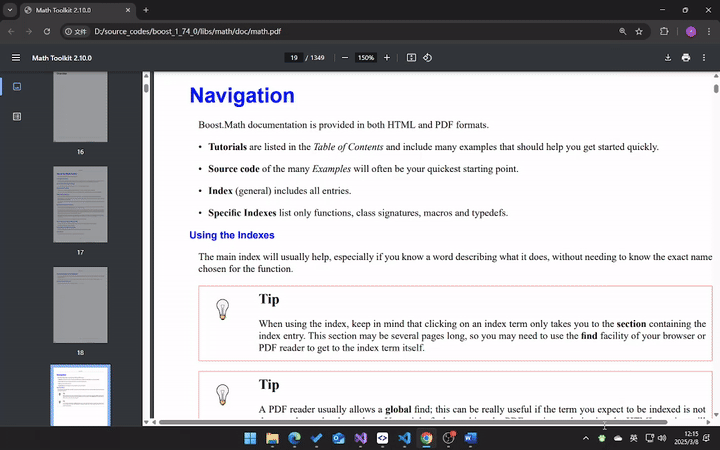 Math Toolkit 2.10.0
文件 D:/source_codes/boost_1_74_0/libs/math/doc/math.pdf
Math Toolkit 2.10.0
19 / 1349
150%
16
17
18
Navigation
Boost.Math documentation is provided in both HTML and PDF formats.
• Tutorials are listed in the Table of Contents and include many examples that should help you get started quickly.
• Source code of the many Examples will often be your quickest starting point.
• Index (general) includes all entries.
• Specific Indexes list only functions, class signatures, macros and typedefs.
Using the Indexes
The main index will usually help, especially if you know a word describing what it does, without needing to know the exact name
chosen for the function.
Tip
When using the index, keep in mind that clicking on an index term only takes you to the section containing the
index entry. This section may be several pages long, so you may need to use the find facility of your browser or
PDF reader to get to the index term itself.
Tip
A PDF reader usually allows a global find; this can be really useful if the term you expect to be indexed is not
英
12:15
2025/3/8